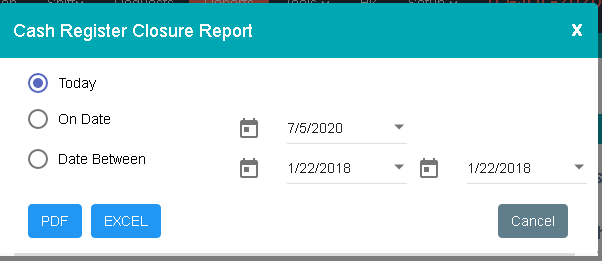 Reports
Cash Register Closure Report X
Today
On Date 7/5/2020
Date Between 1/22/2018 1/22/2018
PDF EXCEL Cancel